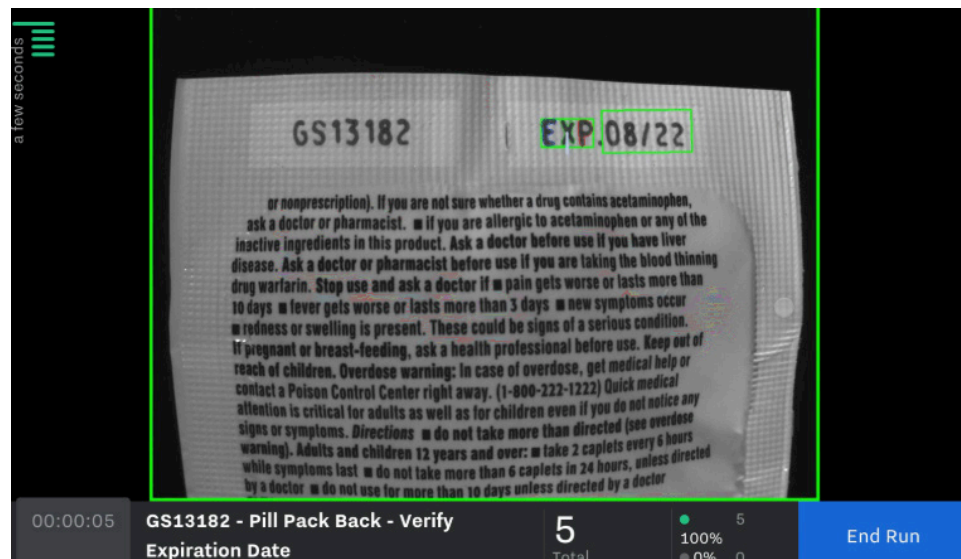 a few seconds
GS13182 EXP.08/22
or nonprescription). If you are not sure whether a drug contains acetaminophen,
ask a doctor or pharmacist. ■ if you are allergic to acetaminophen or any of the
inactive ingredients in this product. Ask a doctor before use if you have liver
disease. Ask a doctor or pharmacist before use if you are taking the blood thinning
drug warfarin. Stop use and ask a doctor if ■ pain gets worse or lasts more than
10 days ■ fever gets worse or lasts more than 3 days ■ new symptoms occur
■ redness or swelling is present. These could be signs of a serious condition.
If pregnant or breast-feeding, ask a health professional before use. Keep out of
reach of children. Overdose warning: In case of overdose, get medical help or
contact a Poison Control Center right away. (1-800-222-1222) Quick medical
attention is critical for adults as well as for children even if you do not notice any
signs or symptoms. Directions ■ do not take more than directed (see overdose
warning). Adults and children 12 years and over: ■ take 2 caplets every 6 hours
while symptoms last ■ do not take more than 6 caplets in 24 hours, unless directed
by a doctor ■ do not use for more than 10 days unless directed by a doctor
00:00:05
GS13182 - Pill Pack Back - Verify
Expiration Date
5
Total
100% 5
0% 0
End Run